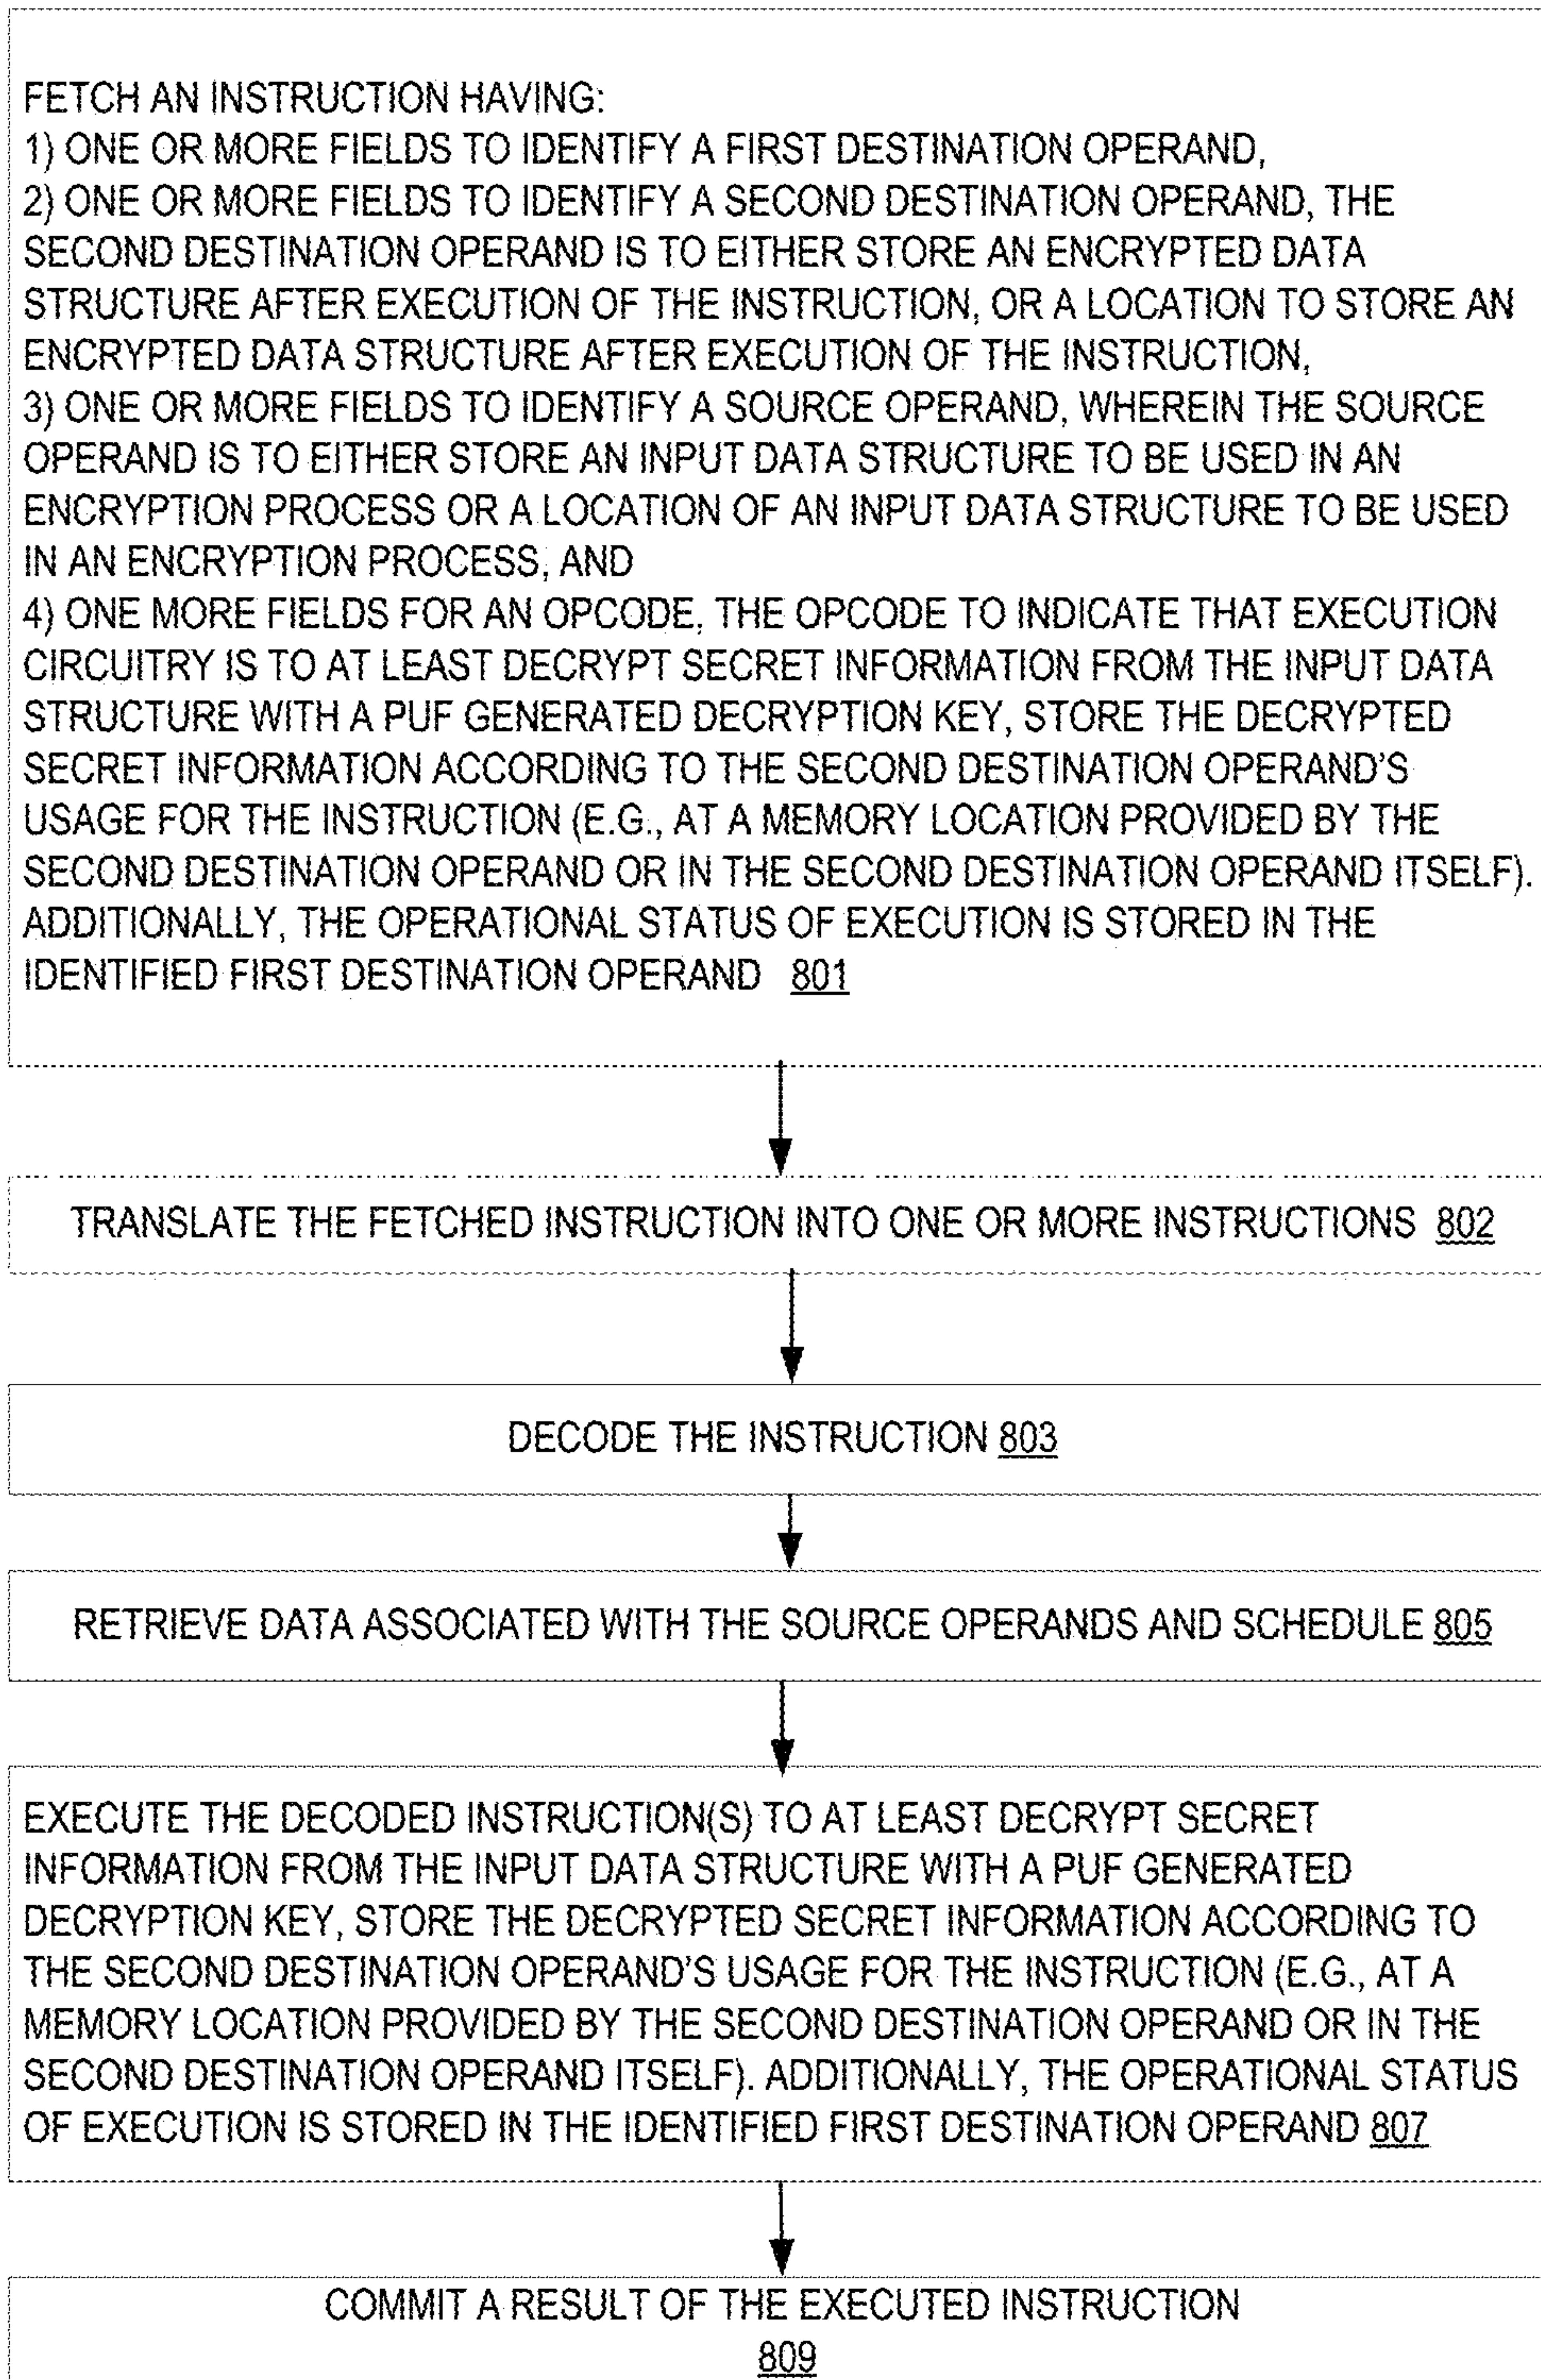 FETCH AN INSTRUCTION HAVING:
1) ONE OR MORE FIELDS TO IDENTIFY A FIRST DESTINATION OPERAND,
2) ONE OR MORE FIELDS TO IDENTIFY A SECOND DESTINATION OPERAND, THE
SECOND DESTINATION OPERAND IS TO EITHER STORE AN ENCRYPTED DATA
STRUCTURE AFTER EXECUTION OF THE INSTRUCTION, OR A LOCATION TO STORE AN
ENCRYPTED DATA STRUCTURE AFTER EXECUTION OF THE INSTRUCTION,
3) ONE OR MORE FIELDS TO IDENTIFY A SOURCE OPERAND, WHEREIN THE SOURCE
OPERAND IS TO EITHER STORE AN INPUT DATA STRUCTURE TO BE USED IN AN
ENCRYPTION PROCESS OR A LOCATION OF AN INPUT DATA STRUCTURE TO BE USED
IN AN ENCRYPTION PROCESS, AND
4) ONE MORE FIELDS FOR AN OPCODE, THE OPCODE TO INDICATE THAT EXECUTION
CIRCUITRY IS TO AT LEAST DECRYPT SECRET INFORMATION FROM THE INPUT DATA
STRUCTURE WITH A PUF GENERATED DECRYPTION KEY, STORE THE DECRYPTED
SECRET INFORMATION ACCORDING TO THE SECOND DESTINATION OPERAND'S
USAGE FOR THE INSTRUCTION (E.G., AT A MEMORY LOCATION PROVIDED BY THE
SECOND DESTINATION OPERAND OR IN THE SECOND DESTINATION OPERAND ITSELF).
ADDITIONALLY, THE OPERATIONAL STATUS OF EXECUTION IS STORED IN THE
IDENTIFIED FIRST DESTINATION OPERAND 801
TRANSLATE THE FETCHED INSTRUCTION INTO ONE OR MORE INSTRUCTIONS 802
DECODE THE INSTRUCTION 803
RETRIEVE DATA ASSOCIATED WITH THE SOURCE OPERANDS AND SCHEDULE 805
EXECUTE THE DECODED INSTRUCTION(S) TO AT LEAST DECRYPT SECRET
INFORMATION FROM THE INPUT DATA STRUCTURE WITH A PUF GENERATED
DECRYPTION KEY, STORE THE DECRYPTED SECRET INFORMATION ACCORDING TO
THE SECOND DESTINATION OPERAND'S USAGE FOR THE INSTRUCTION (E.G., AT A
MEMORY LOCATION PROVIDED BY THE SECOND DESTINATION OPERAND OR IN THE
SECOND DESTINATION OPERAND ITSELF). ADDITIONALLY, THE OPERATIONAL STATUS
OF EXECUTION IS STORED IN THE IDENTIFIED FIRST DESTINATION OPERAND 807
COMMIT A RESULT OF THE EXECUTED INSTRUCTION
809